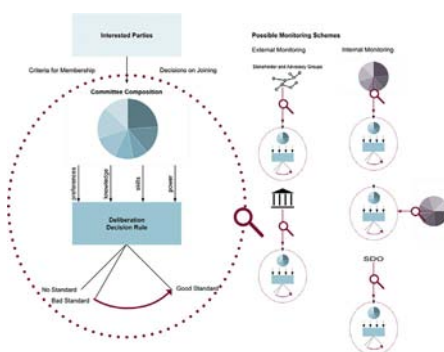 Interested Parties
Criteria for Membership
Decisions on Joining
Committee Composition
preferences
knowledge
skills
power
Deliberation
Decision Rule
No Standard
Bad Standard
Good Standard
Possible Monitoring Schemes
External Monitoring
Internal Monitoring
Stakeholder and Advisory Groups
SDO